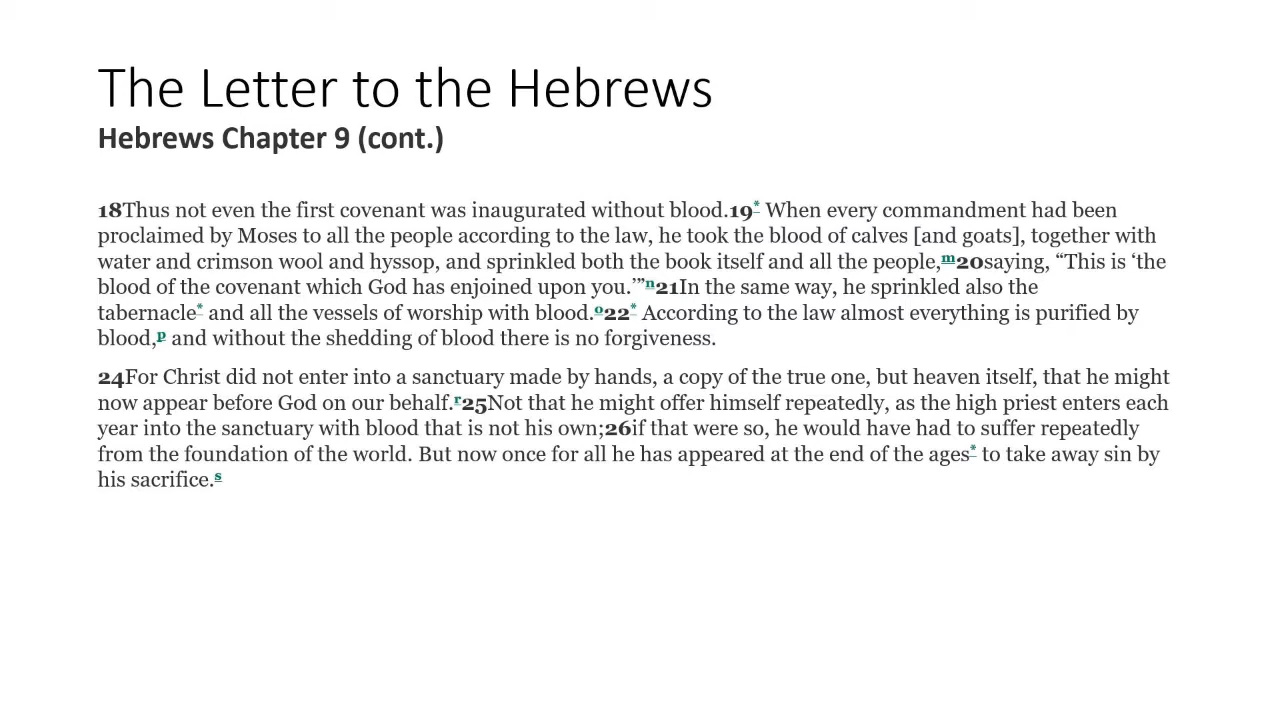 The Letter to the Hebrews
Hebrews Chapter 9 (cont.)
18Thus not even the first covenant was inaugurated without blood.19* When every commandment had been
proclaimed by Moses to all the people according to the law, he took the blood of calves [and goats], together with
water and crimson wool and hyssop, and sprinkled both the book itself and all the people,m20saying, “This is ‘the
blood of the covenant which God has enjoined upon you.’”n21In the same way, he sprinkled also the
tabernacle* and all the vessels of worship with blood.o22* According to the law almost everything is purified by
blood,p and without the shedding of blood there is no forgiveness.
24For Christ did not enter into a sanctuary made by hands, a copy of the true one, but heaven itself, that he might
now appear before God on our behalf.r25Not that he might offer himself repeatedly, as the high priest enters each
year into the sanctuary with blood that is not his own;26if that were so, he would have had to suffer repeatedly
from the foundation of the world. But now once for all he has appeared at the end of the ages* to take away sin by
his sacrifice.s